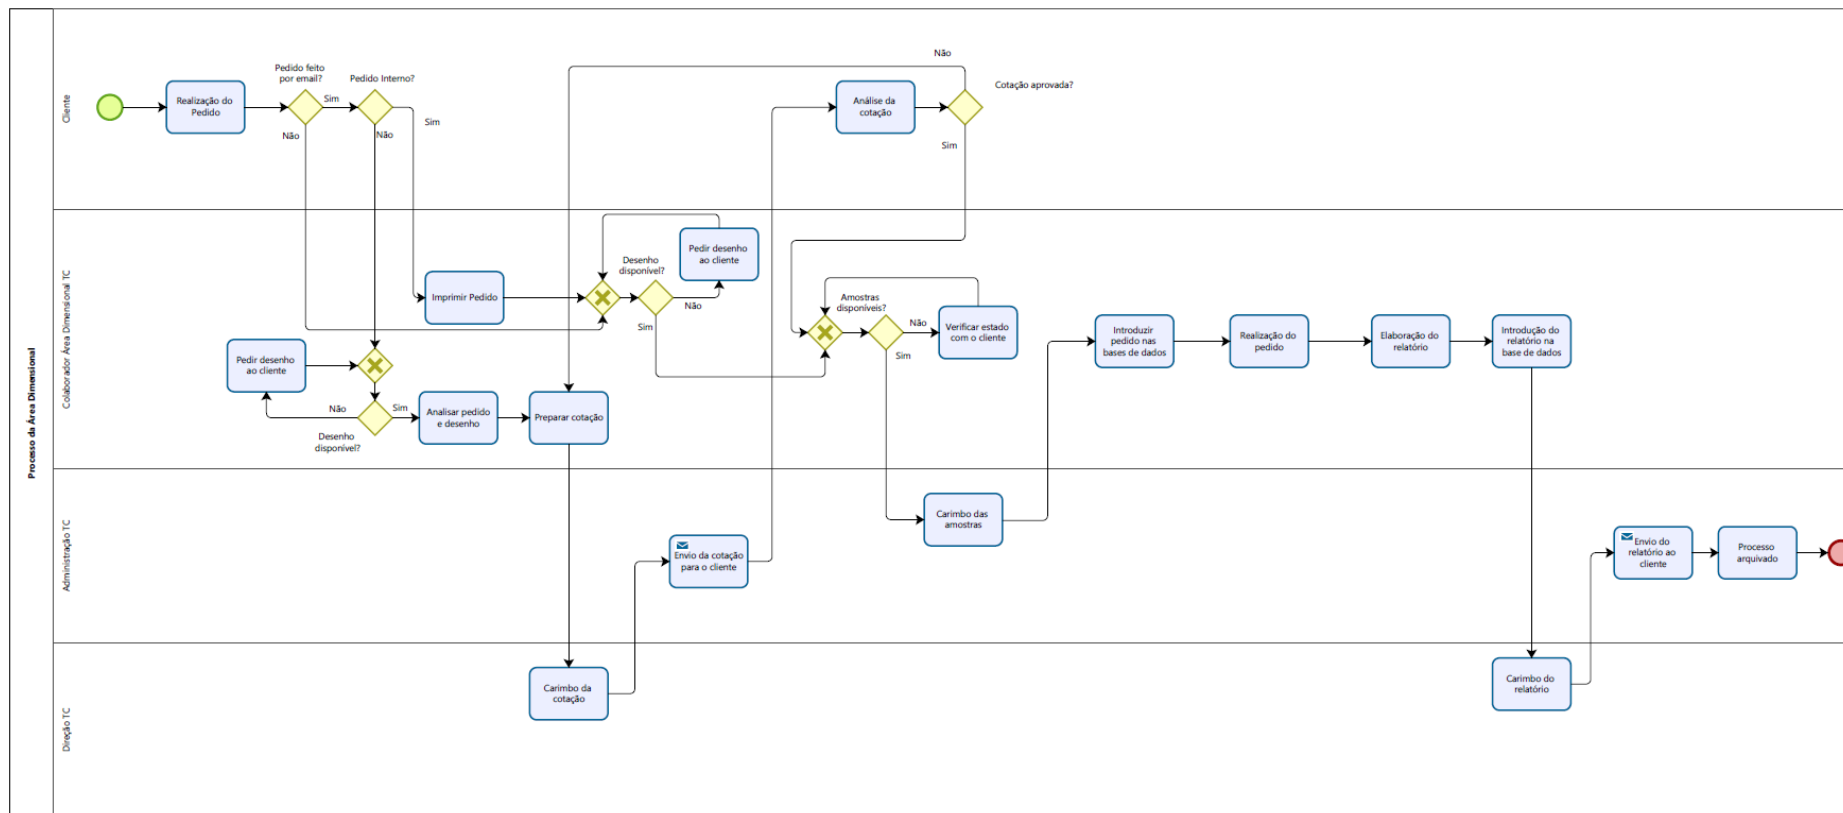 Processo da Área Dimensional
Cliente
Realização do
Pedido
Pedido feito
por email?
Sim
Não
Pedido Interno?
Sim
Não
Análise da
cotação
Não
Cotação aprovada?
Sim
Colaborador Área Dimensional TC
Imprimir Pedido
Desenho
disponível?
Pedir desenho
ao cliente
Não
Sim
Amostras
disponíveis?
Não
Sim
Verificar estado
com o cliente
Introduzir
pedido nas
bases de dados
Realização do
pedido
Elaboração do
relatório
Introdução do
relatório na
base de dados
Pedir desenho
ao cliente
Não
Sim
Desenho
disponível?
Analisar pedido
e desenho
Preparar cotação
Administração TC
Carimbo das
amostras
Envio da cotação
para o cliente
Envio do
relatório ao
cliente
Processo
arquivado
Direção TC
Carimbo da
cotação
Carimbo do
relatório